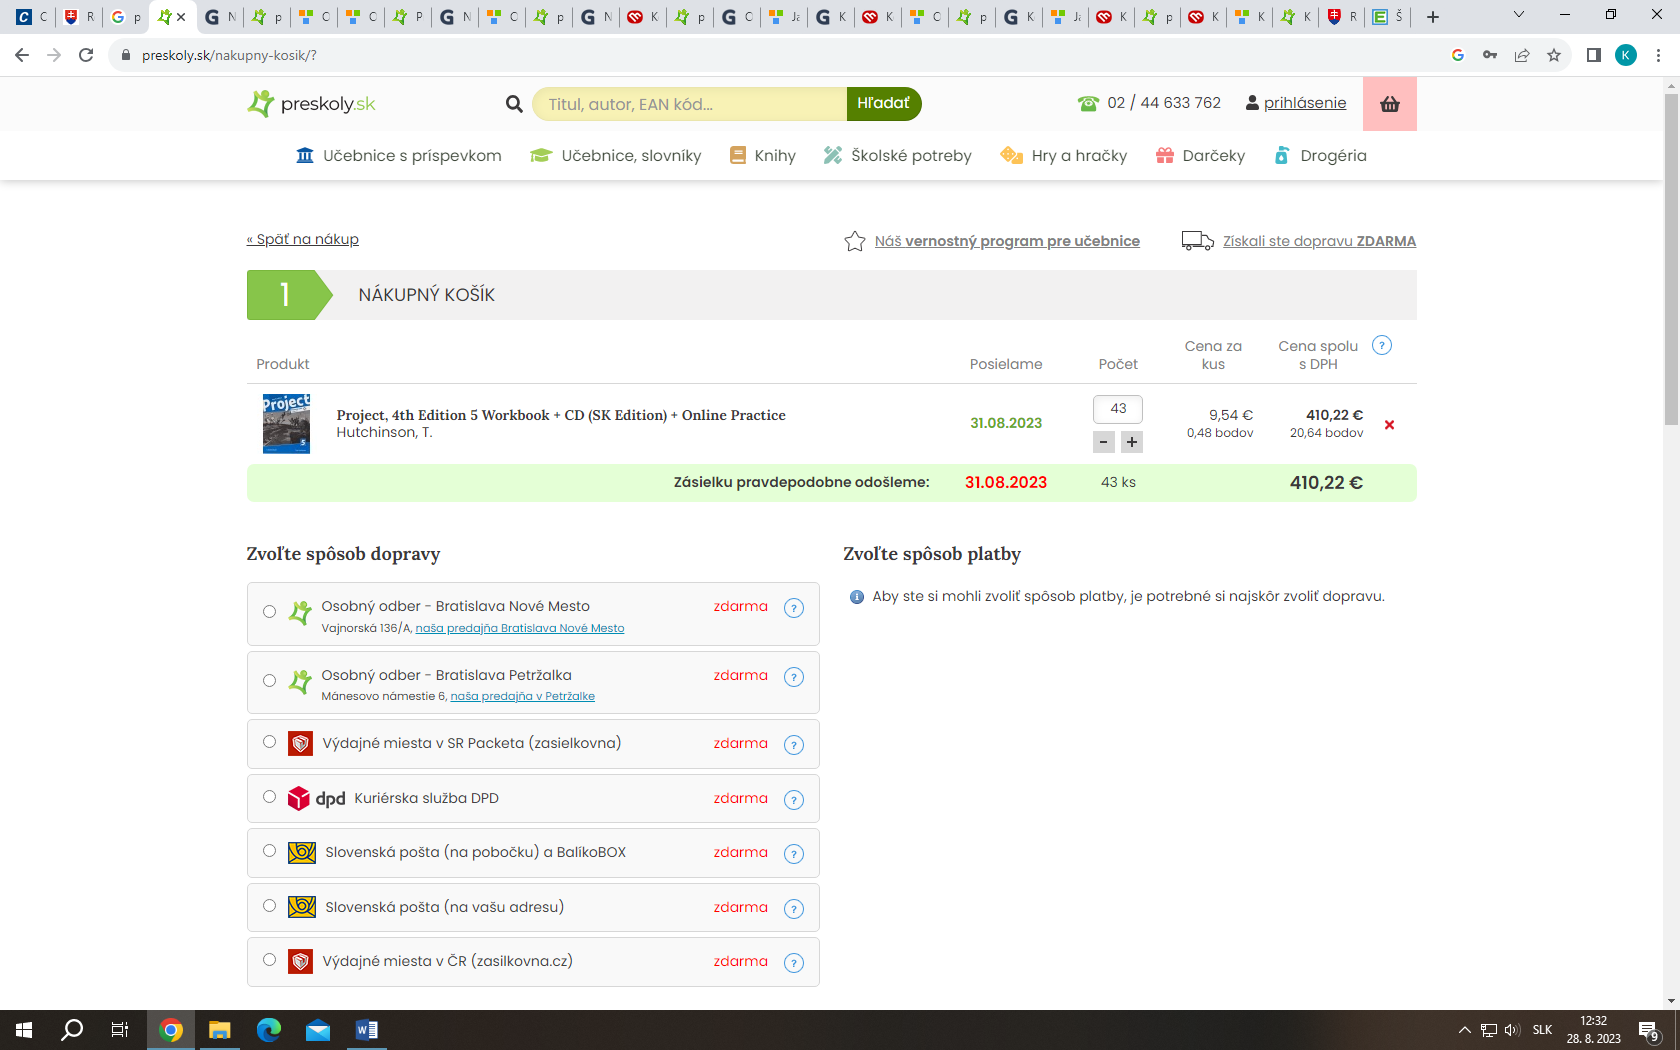 C
R
p
N
p
C
C
P
N
C
p
N
K
p
C
Ja
K
K
C
p
K
Ja
K
p
K
K
K
R
Š
preskoly.sk/nakupny-kosik/?
K
preskoly.sk
Titul, autor, EAN kód...
Hľadať
02 / 44 633 762
prihlásenie
Učebnice s príspevkom
Učebnice, slovníky
Knihy
Školské potreby
Hry a hračky
Darčeky
Drogéria
« Späť na nákup
Náš vernostný program pre učebnice
Získali ste dopravu ZDARMA
1 NÁKUPNÝ KOŠÍK
Produkt
Posielame
Počet
Cena za
kus
Cena spolu
s DPH
?
Project
5
Project, 4th Edition 5 Workbook + CD (SK Edition) + Online Practice
Hutchinson, T.
31.08.2023
43
- +
9,54 €
0,48 bodov
410,22 €
20,64 bodov
Zásielku pravdepodobne odošleme: 31.08.2023 43 ks 410,22 €
Zvoľte spôsob dopravy
Osobný odber - Bratislava Nové Mesto zdarma ?
Vajnorská 136/A, naša predajňa Bratislava Nové Mesto
Osobný odber - Bratislava Petržalka zdarma ?
Mánesovo námestie 6, naša predajňa v Petržalke
Výdajné miesta v SR Packeta (zasielkovna) zdarma ?
dpd Kuriérska služba DPD zdarma ?
Slovenská pošta (na pobočku) a BalíkoBOX zdarma ?
Slovenská pošta (na vašu adresu) zdarma ?
Výdajné miesta v ČR (zasilkovna.cz) zdarma ?
Zvoľte spôsob platby
Aby ste si mohli zvoliť spôsob platby, je potrebné si najskôr zvoliť dopravu.
SLK
12:32
28. 8. 2023
9